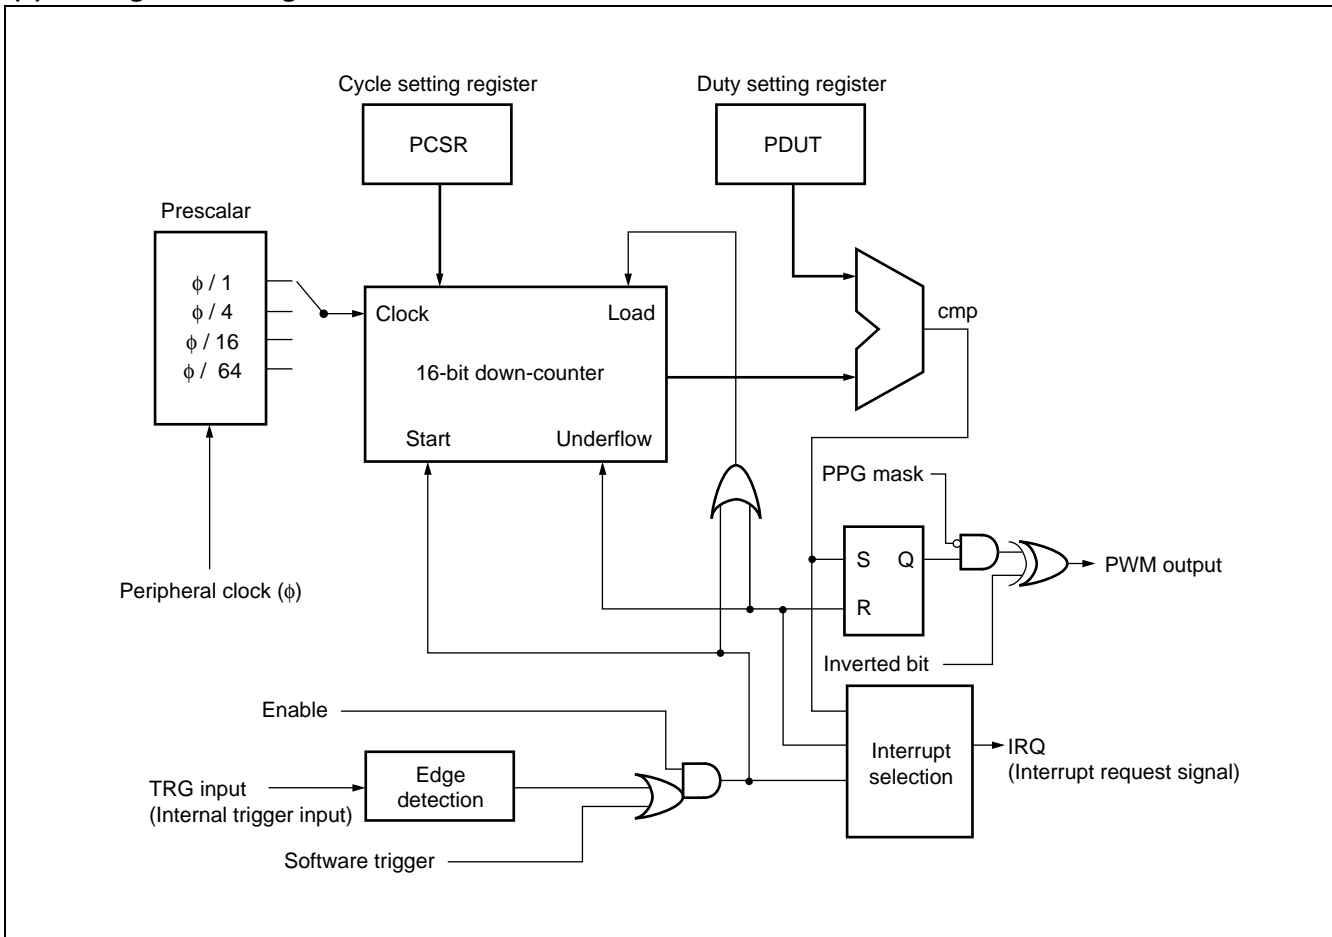 Cycle setting register
Duty setting register
PCSR
PDUT
Prescalar
ϕ / 1
ϕ / 4
ϕ / 16
ϕ / 64
Clock
Load
16-bit down-counter
Start
Underflow
cmp
PPG mask
S
Q
R
PWM output
Peripheral clock (ϕ)
Inverted bit
Enable
TRG input
(Internal trigger input)
Edge
detection
Software trigger
Interrupt
selection
IRQ
(Interrupt request signal)